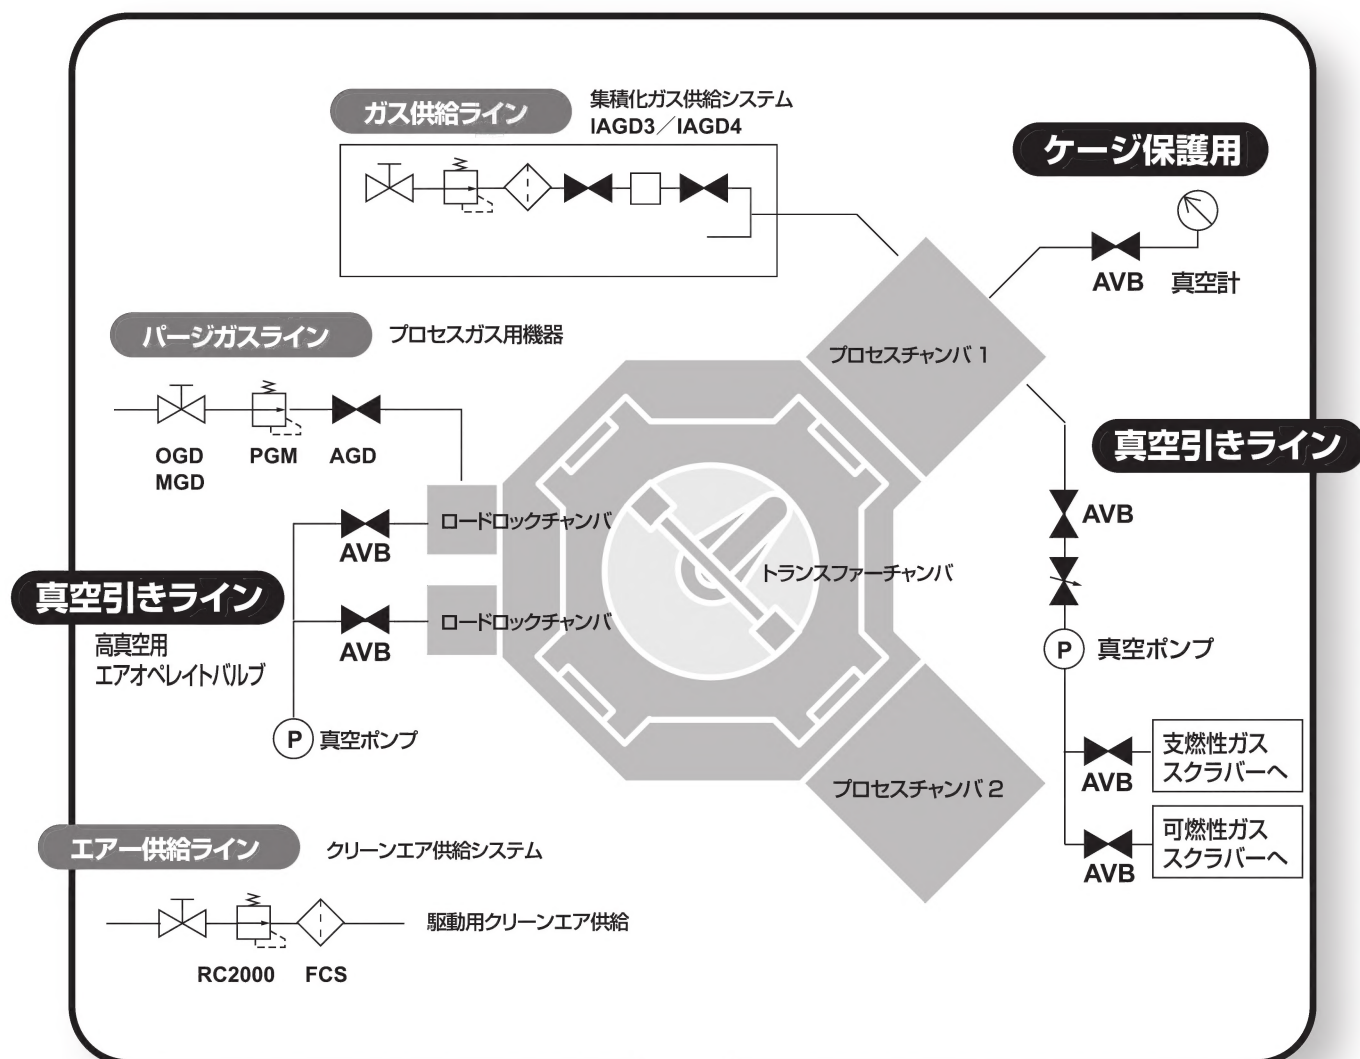 ガス供給ライン
集積化ガス供給システム
IAGD3／IAGD4
ケージ保護用
AVB
真空計
パージガスライン
プロセスガス用機器
OGD
MGD
PGM
AGD
プロセスチャンバ 1
真空引きライン
AVB
真空ポンプ
P
AVB
支燃性ガス
スクラバーへ
AVB
可燃性ガス
スクラバーへ
ロードロックチャンバ
AVB
トランスファーチャンバ
真空引きライン
高真空用
エアオペレイトバルブ
ロードロックチャンバ
AVB
P
真空ポンプ
プロセスチャンバ 2
エアー供給ライン
クリーンエア供給システム
駆動用クリーンエア供給
RC2000
FCS